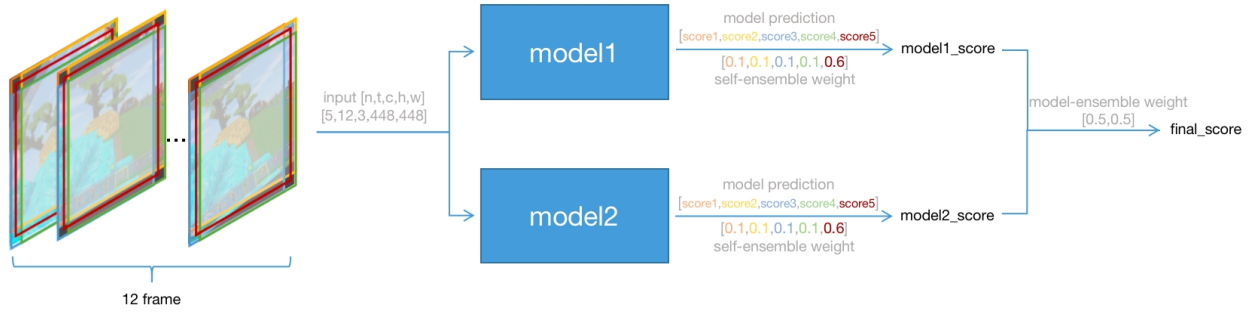 12 frame
input [n,t,c,h,w]
[5,12,3,448,448]
...
model1
model prediction
[score1,score2,score3,score4,score5]
[0.1,0.1,0.1,0.1,0.6]
self-ensemble weight
model1_score
model2
model prediction
[score1,score2,score3,score4,score5]
[0.1,0.1,0.1,0.1,0.6]
self-ensemble weight
model2_score
model-ensemble weight
[0.5,0.5]
final_score